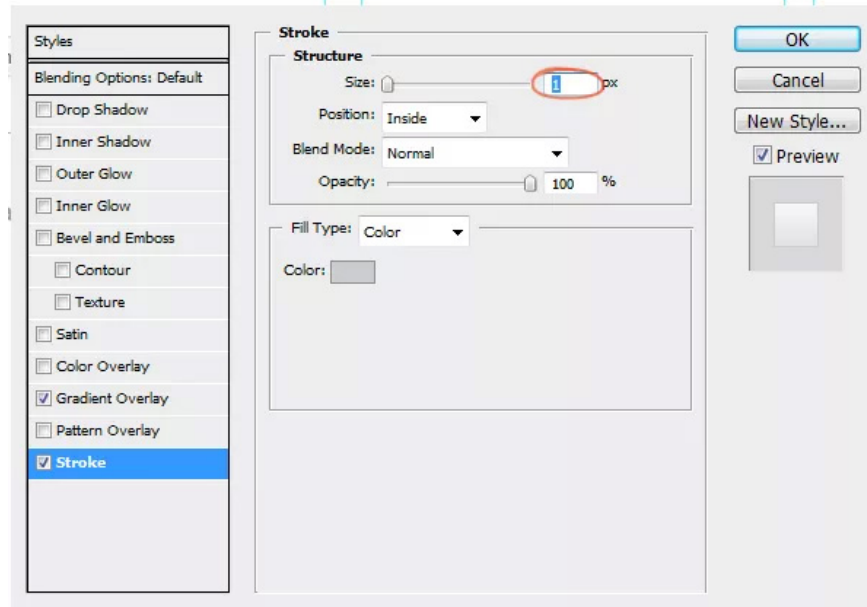 Styles
Blending Options: Default
Drop Shadow
Inner Shadow
Outer Glow
Inner Glow
Bevel and Emboss
Contour
Texture
Satin
Color Overlay
Gradient Overlay
Pattern Overlay
Stroke
Stroke
Structure
Size: 1 px
Position: Inside
Blend Mode: Normal
Opacity: 100 %
Fill Type: Color
Color:
OK
Cancel
New Style...
Preview